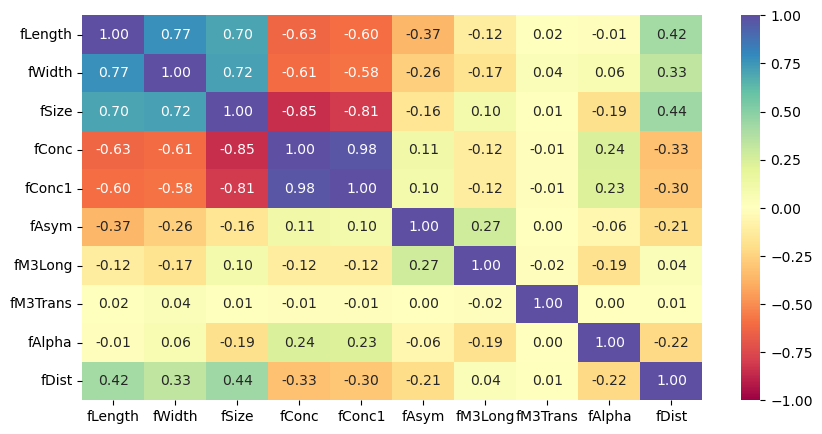 fLength 1.00 0.77 0.70 -0.63 -0.60 -0.37 -0.12 0.02 -0.01 0.42
fWidth 0.77 1.00 0.72 -0.61 -0.58 -0.26 -0.17 0.04 0.06 0.33
fSize 0.70 0.72 1.00 -0.85 -0.81 -0.16 0.10 0.01 -0.19 0.44
fConc -0.63 -0.61 -0.85 1.00 0.98 0.11 -0.12 -0.01 0.24 -0.33
fConc1 -0.60 -0.58 -0.81 0.98 1.00 0.10 -0.12 -0.01 0.23 -0.30
fAsym -0.37 -0.26 -0.16 0.11 0.10 1.00 0.27 0.00 -0.06 -0.21
fM3Long -0.12 -0.17 0.10 -0.12 -0.12 0.27 1.00 -0.02 -0.19 0.04
fM3Trans 0.02 0.04 0.01 -0.01 -0.01 0.00 -0.02 1.00 0.00 0.01
fAlpha -0.01 0.06 -0.19 0.24 0.23 -0.06 -0.19 0.00 1.00 -0.22
fDist 0.42 0.33 0.44 -0.33 -0.30 -0.21 0.04 0.01 -0.22 1.00
fLength fWidth fSize fConc fConc1 fAsym fM3Long fM3Trans fAlpha fDist
1.00
0.75
0.50
0.25
0.00
−0.25
−0.50
−0.75
−1.00